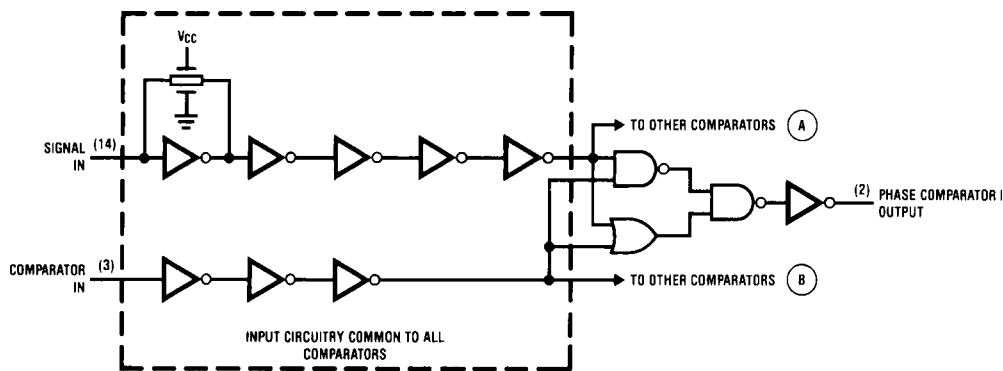 VCC
SIGNAL (14)
IN
TO OTHER COMPARATORS A
(2) PHASE COMPARATOR I
OUTPUT
COMPARATOR (3)
IN
TO OTHER COMPARATORS B
INPUT CIRCUITRY COMMON TO ALL
COMPARATORS